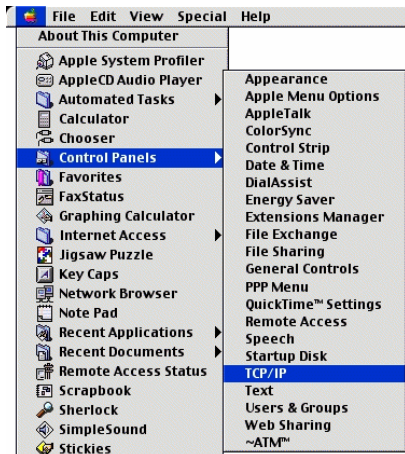 File Edit View Special Help
About This Computer
Apple System Profiler
AppleCD Audio Player
Automated Tasks
Calculator
Chooser
Control Panels
Favorites
FaxStatus
Graphing Calculator
Internet Access
Jigsaw Puzzle
Key Caps
Network Browser
Note Pad
Recent Applications
Recent Documents
Remote Access Status
Scrapbook
Sherlock
SimpleSound
Stickies
Appearance
Apple Menu Options
AppleTalk
ColorSync
Control Strip
Date & Time
DialAssist
Energy Saver
Extensions Manager
File Exchange
File Sharing
General Controls
PPP Menu
QuickTime™ Settings
Remote Access
Speech
Startup Disk
TCP/IP
Text
Users & Groups
Web Sharing
~ATM™